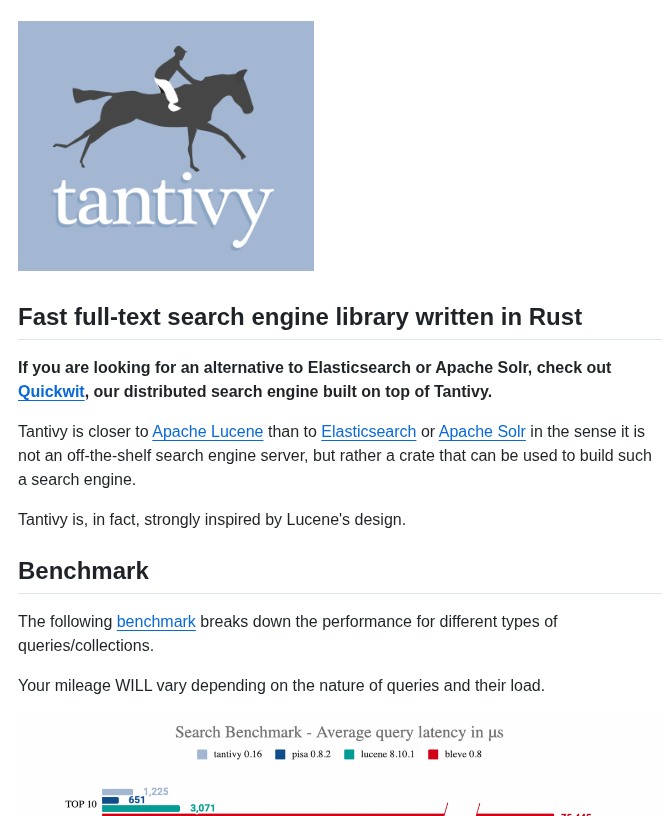 tantivy
Fast full-text search engine library written in Rust
If you are looking for an alternative to Elasticsearch or Apache Solr, check out
Quickwit, our distributed search engine built on top of Tantivy.
Tantivy is closer to Apache Lucene than to Elasticsearch or Apache Solr in the sense it is
not an off-the-shelf search engine server, but rather a crate that can be used to build such
a search engine.
Tantivy is, in fact, strongly inspired by Lucene's design.
Benchmark
The following benchmark breaks down the performance for different types of
queries/collections.
Your mileage WILL vary depending on the nature of queries and their load.
Search Benchmark - Average query latency in µs
tantivy 0.16 pisa 0.8.2 lucene 8.10.1 bleve 0.8
1,225
TOP 10 651
3,071